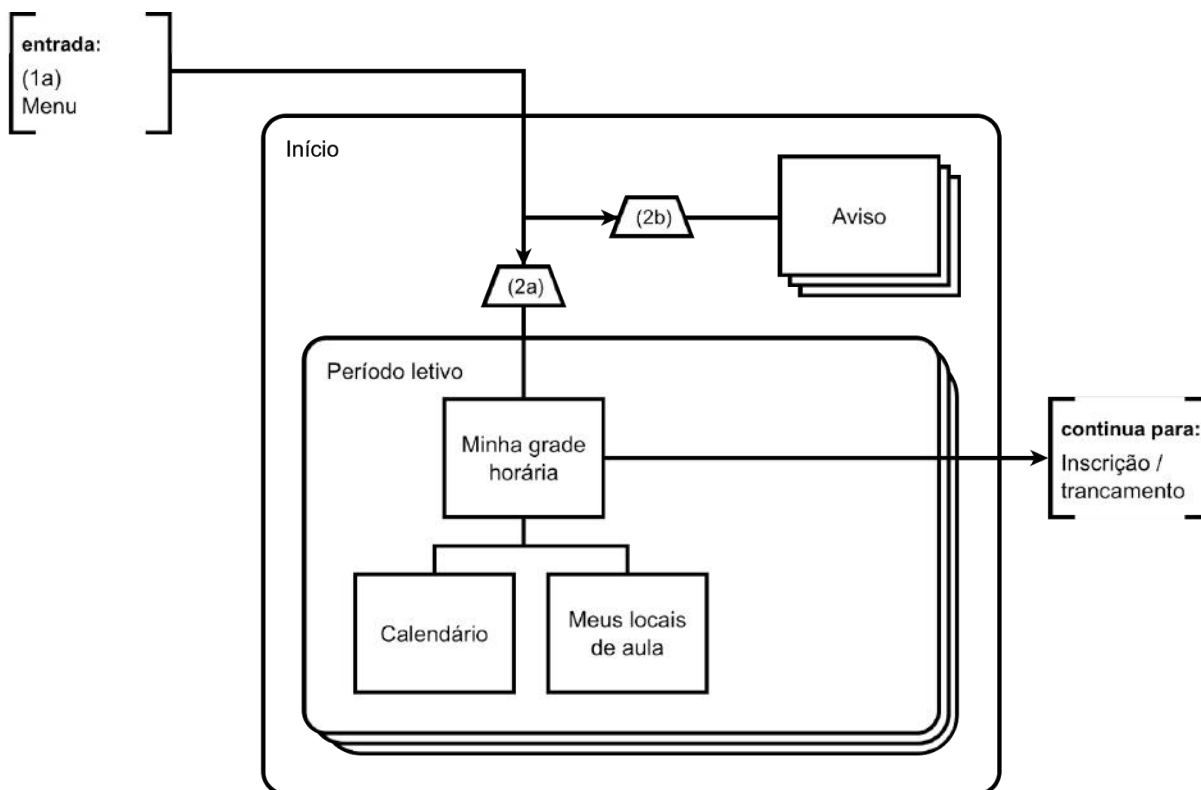 entrada:
(1a)
Menu
Início
(2b)
Aviso
(2a)
Período letivo
Minha grade
horária
continua para:
Inscrição /
trancamento
Calendário
Meus locais
de aula